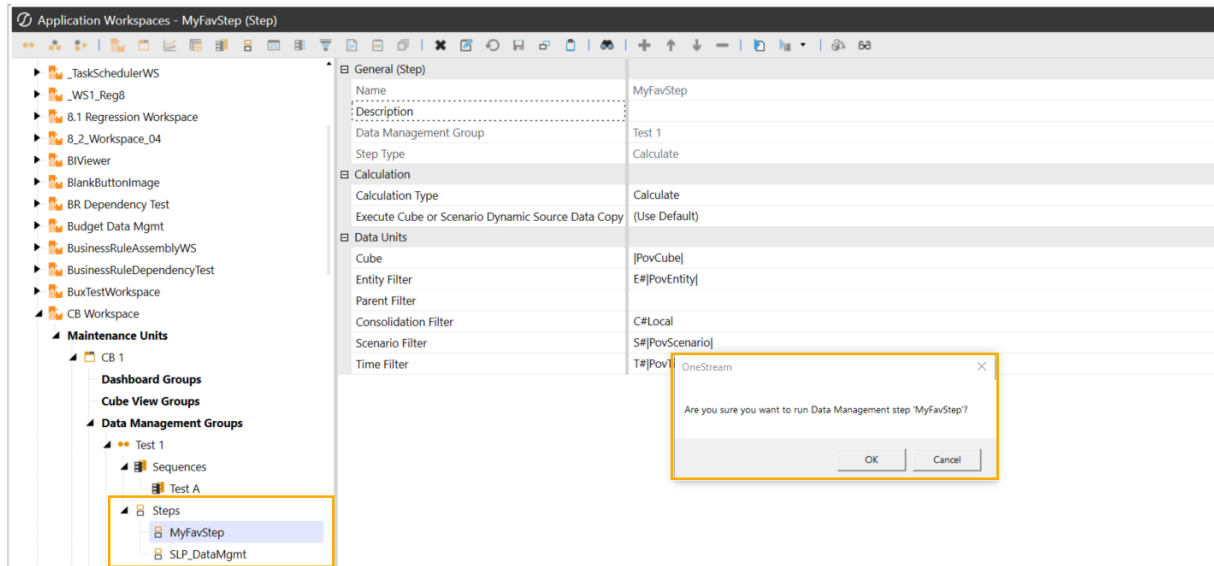 Application Workspaces - MyFavStep (Step)
_TaskSchedulerWS
_WS1_Reg8
8.1 Regression Workspace
8_2_Workspace_04
BIViewer
BlankButtonImage
BR Dependency Test
Budget Data Mgmt
BusinessRuleAssemblyWS
BusinessRuleDependencyTest
BuxTestWorkspace
CB Workspace
Maintenance Units
CB 1
Dashboard Groups
Cube View Groups
Data Management Groups
Test 1
Sequences
Test A
Steps
MyFavStep
SLP_DataMgmt
General (Step)
Name MyFavStep
Description
Data Management Group Test 1
Step Type Calculate
Calculation
Calculation Type Calculate
Execute Cube or Scenario Dynamic Source Data Copy (Use Default)
Data Units
Cube |PovCube|
Entity Filter E#|PovEntity|
Parent Filter
Consolidation Filter C#Local
Scenario Filter S#|PovScenario|
Time Filter
OneStream
Are you sure you want to run Data Management step 'MyFavStep'?
OK Cancel